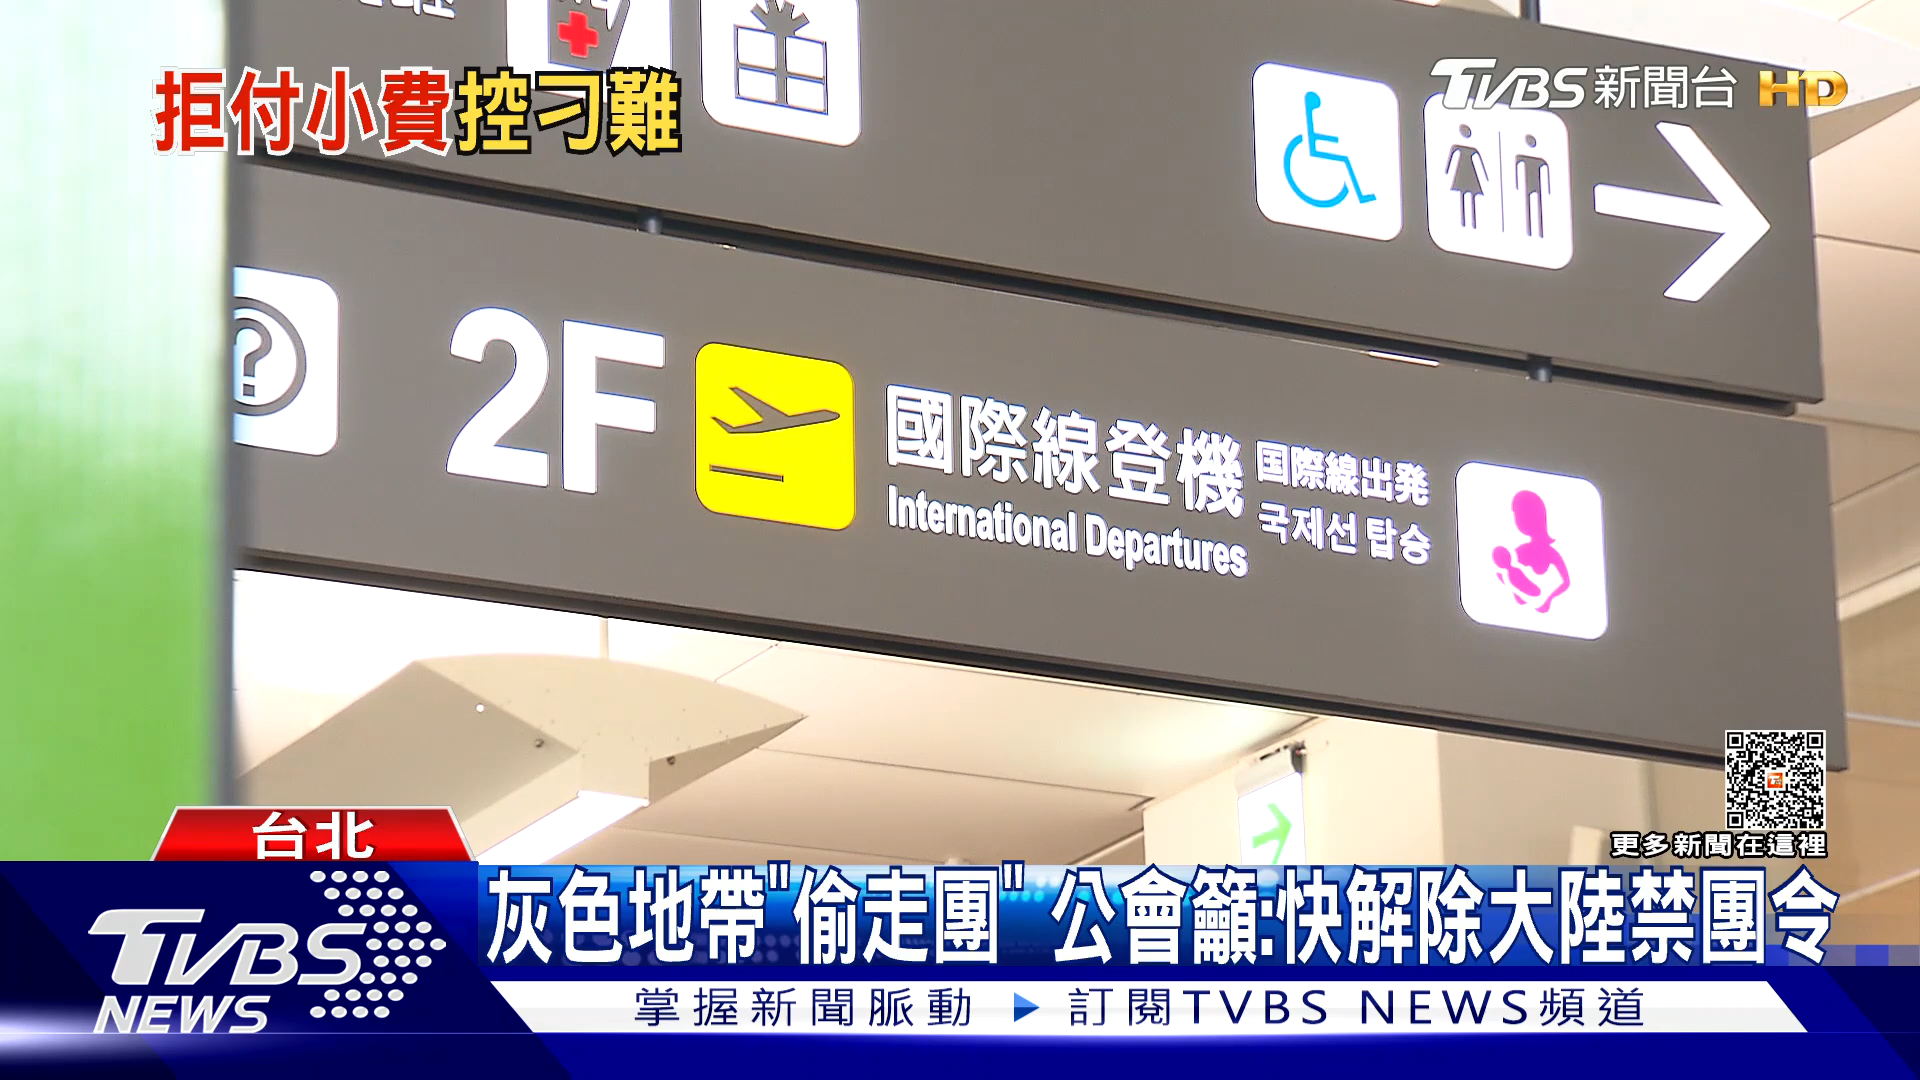 拒付小費控刁難
TVBS新聞台 HD
2F
國際線登機
International Departures
国際線出発
국제선 탑승
更多新聞在這裡
台北
灰色地帶"偷走團" 公會籲:快解除大陸禁團令
TVBS NEWS
掌握新聞脈動 ▶ 訂閱TVBS NEWS頻道